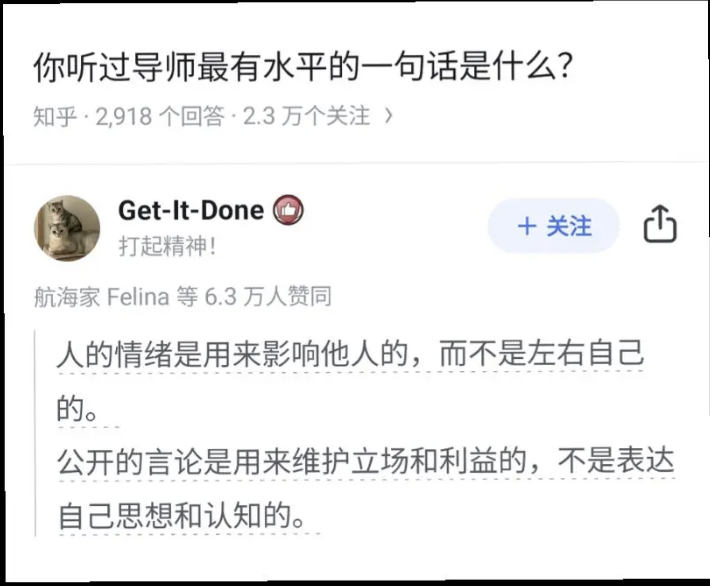 你听过导师最有水平的一句话是什么?
知乎 · 2,918 个回答 · 2.3 万个关注 >
Get-It-Done
+ 关注
打起精神!
航海家 Felina 等 6.3 万人赞同
人的情绪是用来影响他人的，而不是左右自己
的。
公开的言论是用来维护立场和利益的，不是表达
自己思想和认知的。